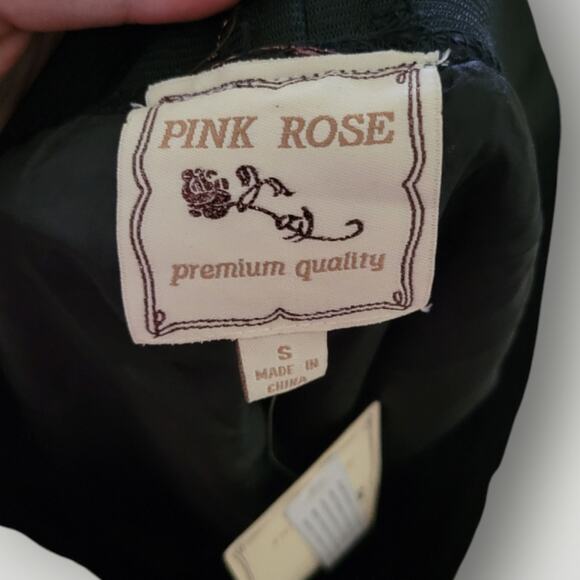 PINK ROSE
premium quality
S
MADE IN
CHINA